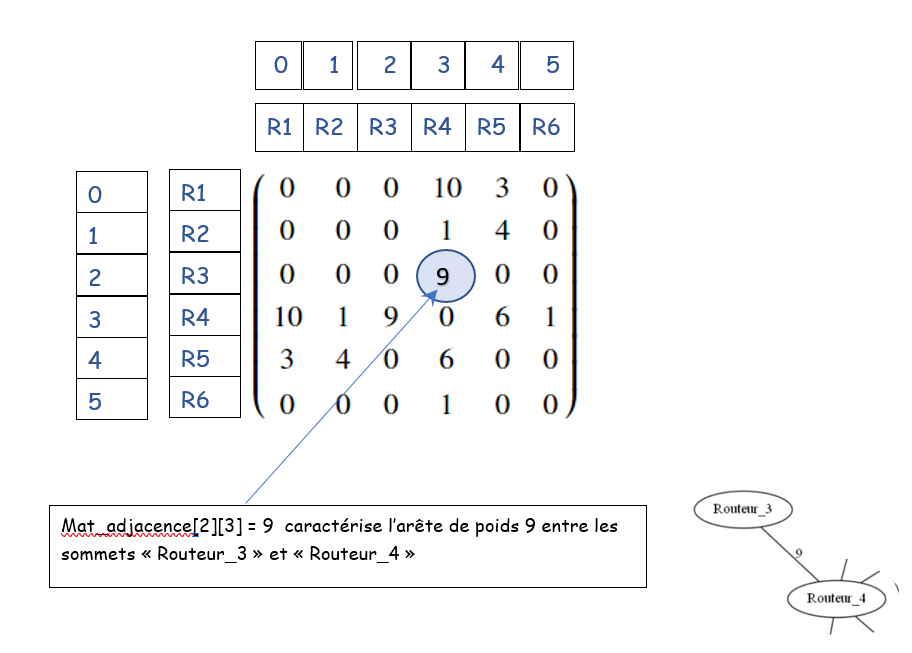 0 1 2 3 4 5
R1 R2 R3 R4 R5 R6
0 R1 0 0 0 10 3 0
1 R2 0 0 0 1 4 0
2 R3 0 0 0 9 0 0
3 R4 10 1 9 0 6 1
4 R5 3 4 0 6 0 0
5 R6 0 0 0 1 0 0
Mat_adjacence[2][3] = 9 caractérise l'arête de poids 9 entre les
sommets « Routeur_3 » et « Routeur_4 »
Routeur_3
9
Routeur_4